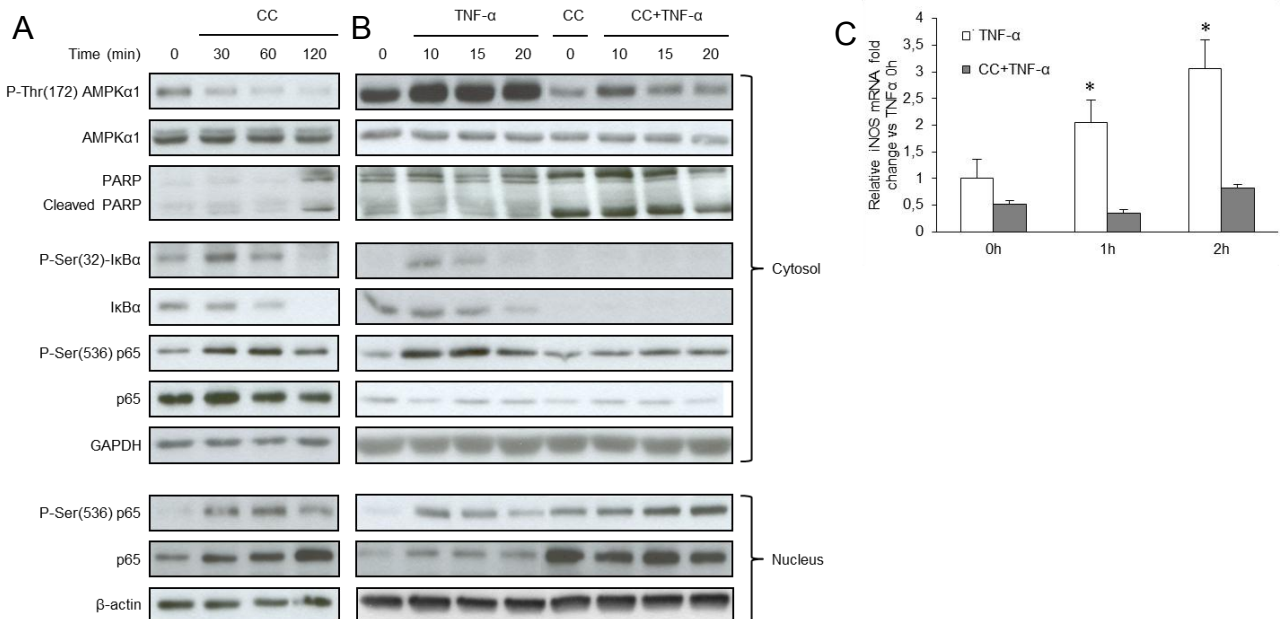 A
CC
Time (min) 0 30 60 120
B
TNF-α CC CC+TNF-α
0 10 15 20 0 10 15 20
P-Thr(172) AMPKα1
AMPKα1
PARP
Cleaved PARP
P-Ser(32)-IκBα
IκBα
P-Ser(536) p65
p65
GAPDH
Cytosol
P-Ser(536) p65
p65
β-actin
Nucleus
C
Relative iNOS mRNA fold
change vs TNFα 0h
4
3,5
3
2,5
2
1,5
1
0,5
0
TNF-α
CC+TNF-α
*
*
0h 1h 2h